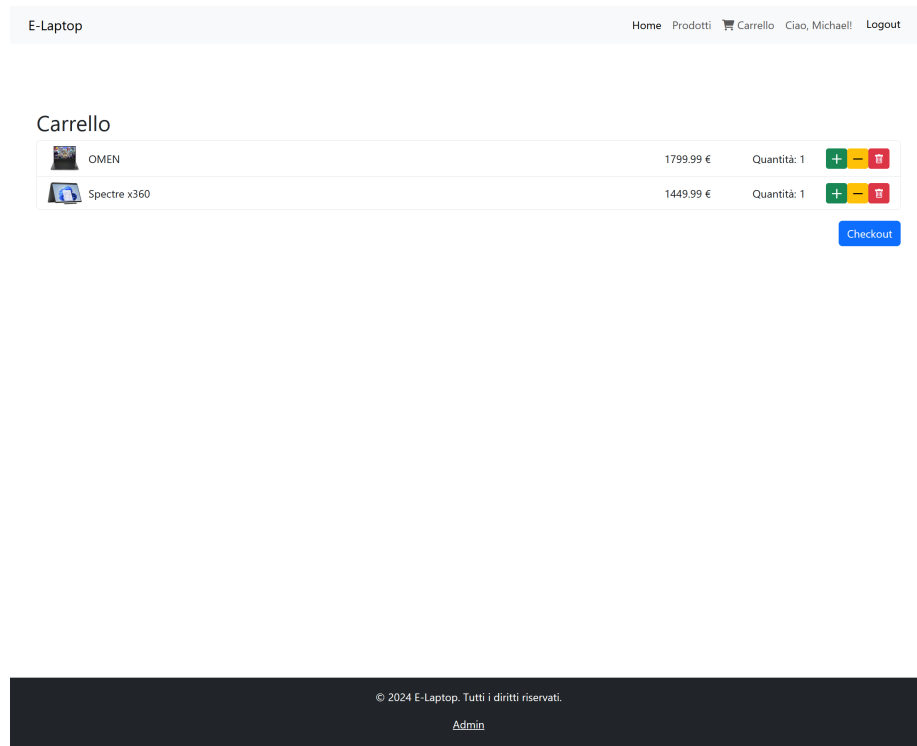 E-Laptop Home Prodotti Carrello Ciao, Michael! Logout
Carrello
OMEN 1799.99 € Quantità: 1
Spectre x360 1449.99 € Quantità: 1
Checkout
© 2024 E-Laptop. Tutti i diritti riservati.
Admin